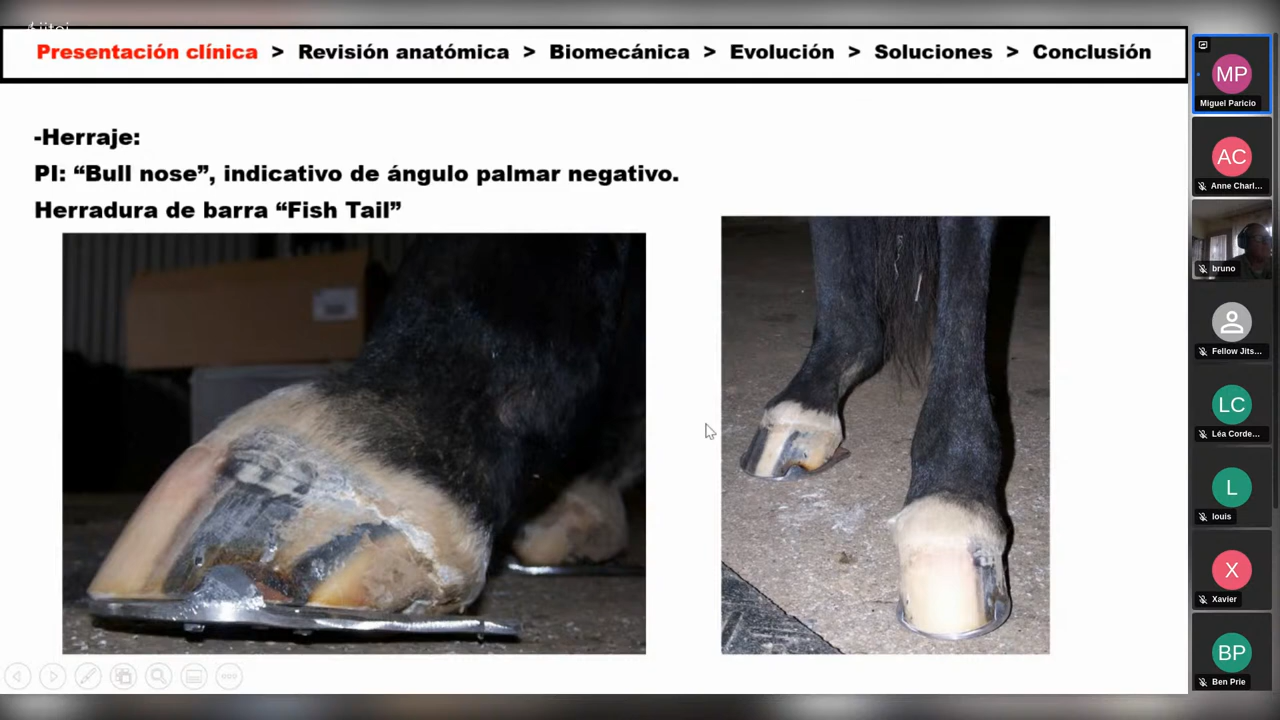 Presentación clínica > Revisión anatómica > Biomecánica > Evolución > Soluciones > Conclusión
-Herraje:
PI: “Bull nose”, indicativo de ángulo palmar negativo.
Herradura de barra “Fish Tail”
MP
Miguel Paricio
AC
Anne Charl...
bruno
Fellow Jits...
LC
Léa Corde...
L
louis
X
Xavier
BP
Ben Prie